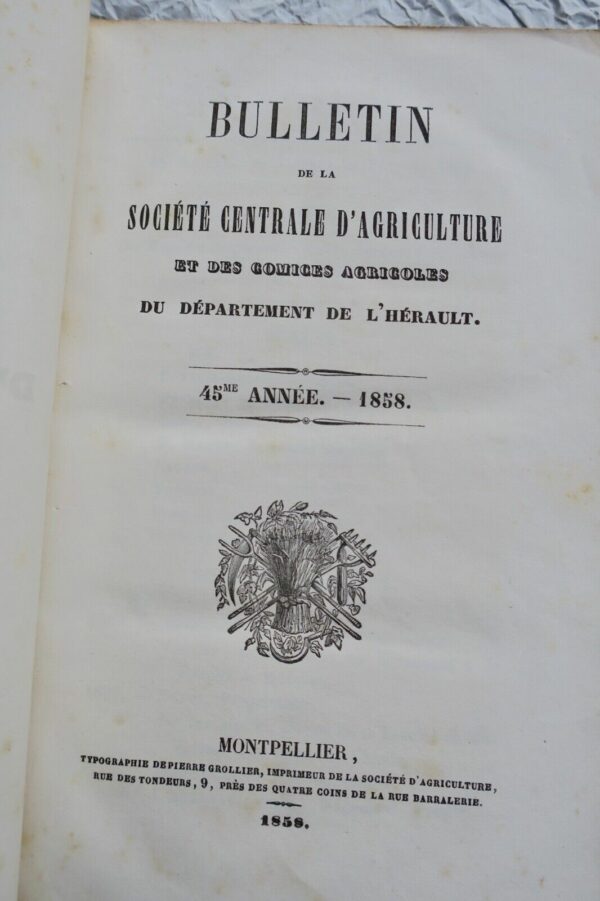 BULLETIN
DE LA
SOCIÉTÉ CENTRALE D'AGRICULTURE
ET DES COMICES AGRICOLES
DU DÉPARTEMENT DE L'HÉRAULT.
45ME ANNÉE. — 1858.
MONTPELLIER,
TYPOGRAPHIE DE PIERRE GROLLIER, IMPRIMEUR DE LA SOCIÉTÉ D'AGRICULTURE,
RUE DES TONDEURS, 9, PRÈS DES QUATRE COINS DE LA RUE BARRALERIE.
1858.